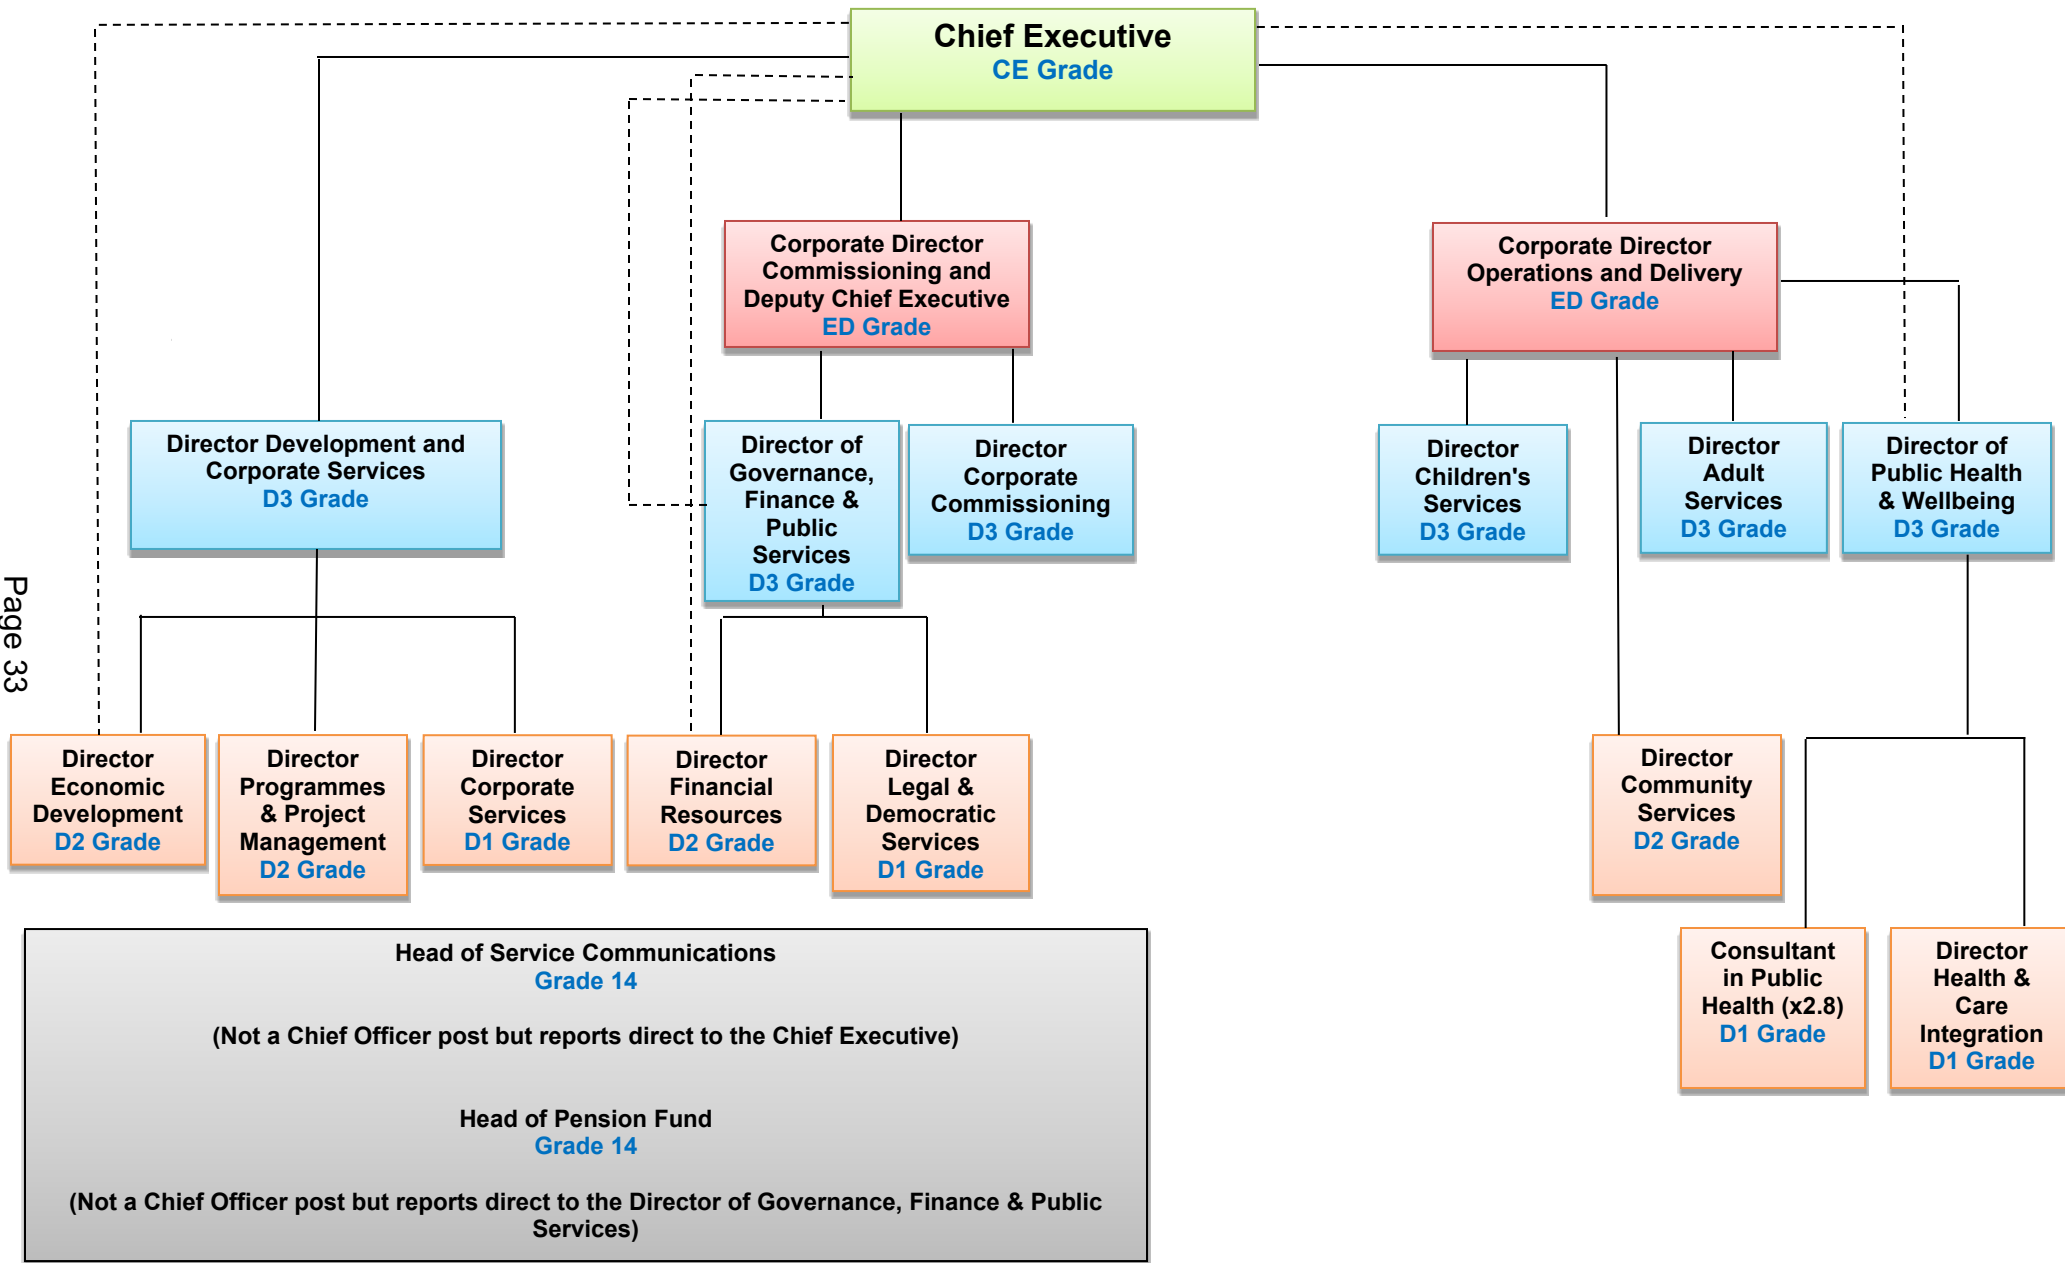 Chief Executive
CE Grade
Corporate Director
Commissioning and
Deputy Chief Executive
ED Grade
Corporate Director
Operations and Delivery
ED Grade
Director Development and
Corporate Services
D3 Grade
Director of
Governance,
Finance &
Public
Services
D3 Grade
Director
Corporate
Commissioning
D3 Grade
Director
Children's
Services
D3 Grade
Director
Adult
Services
D3 Grade
Director of
Public Health
& Wellbeing
D3 Grade
Page 33
Director
Economic
Development
D2 Grade
Director
Programmes
& Project
Management
D2 Grade
Director
Corporate
Services
D1 Grade
Director
Financial
Resources
D2 Grade
Director
Legal &
Democratic
Services
D1 Grade
Director
Community
Services
D2 Grade
Consultant
in Public
Health (x2.8)
D1 Grade
Director
Health &
Care
Integration
D1 Grade
Head of Service Communications
Grade 14
(Not a Chief Officer post but reports direct to the Chief Executive)
Head of Pension Fund
Grade 14
(Not a Chief Officer post but reports direct to the Director of Governance, Finance & Public
Services)